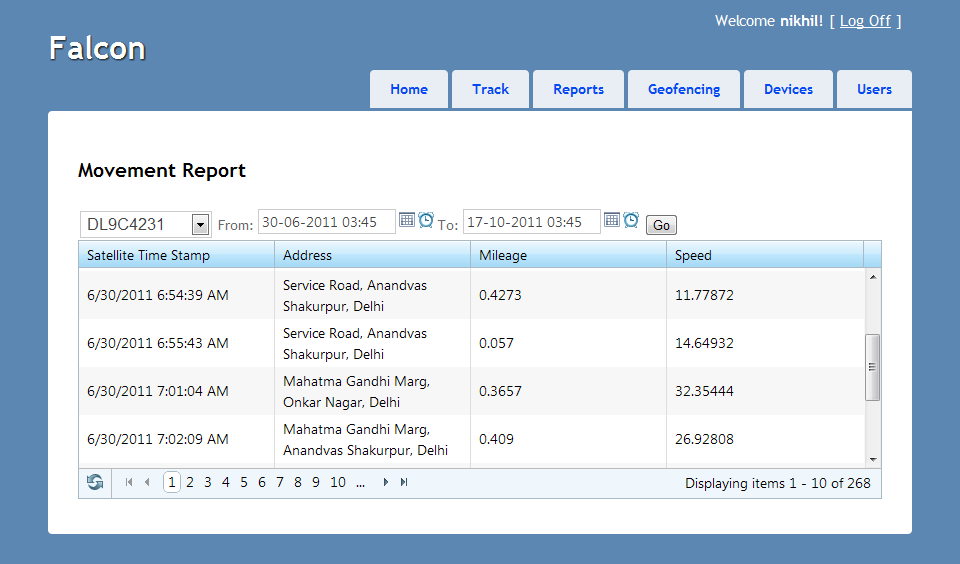 Welcome nikhil! [ Log Off ]
Falcon
Home Track Reports Geofencing Devices Users
Movement Report
DL9C4231 From: 30-06-2011 03:45 To: 17-10-2011 03:45 Go
Satellite Time Stamp Address Mileage Speed
6/30/2011 6:54:39 AM Service Road, Anandvas 0.4273 11.77872
Shakurpur, Delhi
6/30/2011 6:55:43 AM Service Road, Anandvas 0.057 14.64932
Shakurpur, Delhi
6/30/2011 7:01:04 AM Mahatma Gandhi Marg, 0.3657 32.35444
Onkar Nagar, Delhi
6/30/2011 7:02:09 AM Mahatma Gandhi Marg, 0.409 26.92808
Anandvas Shakurpur, Delhi
1 2 3 4 5 6 7 8 9 10 ... Displaying items 1 - 10 of 268